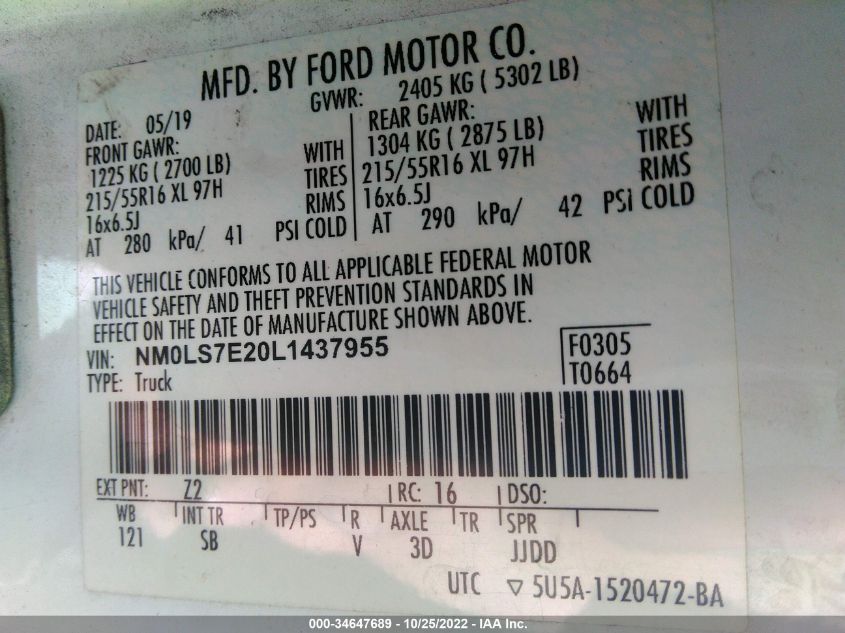 MFD. BY FORD MOTOR CO.
DATE: 05/19 GVWR: 2405 KG ( 5302 LB)
FRONT GAWR:
1225 KG ( 2700 LB) WITH
215/55R16 XL 97H TIRES
16x6.5J RIMS
AT 280 kPa/ 41 PSI COLD
REAR GAWR: WITH
1304 KG ( 2875 LB) TIRES
215/55R16 XL 97H RIMS
16x6.5J
AT 290 kPa/ 42 PSi COLD
THIS VEHICLE CONFORMS TO ALL APPLICABLE FEDERAL MOTOR
VEHICLE SAFETY AND THEFT PREVENTION STANDARDS IN
EFFECT ON THE DATE OF MANUFACTURE SHOWN ABOVE.
VIN: NM0LS7E20L1437955
TYPE: Truck
F0305
T0664
EXT PNT: Z2 RC: 16 DSO:
WB INT TR TP/PS R AXLE TR SPR
121 SB V 3D JJDD
UTC ▽ 5U5A-1520472-BA
000-34647689 - 10/25/2022 - IAA Inc.